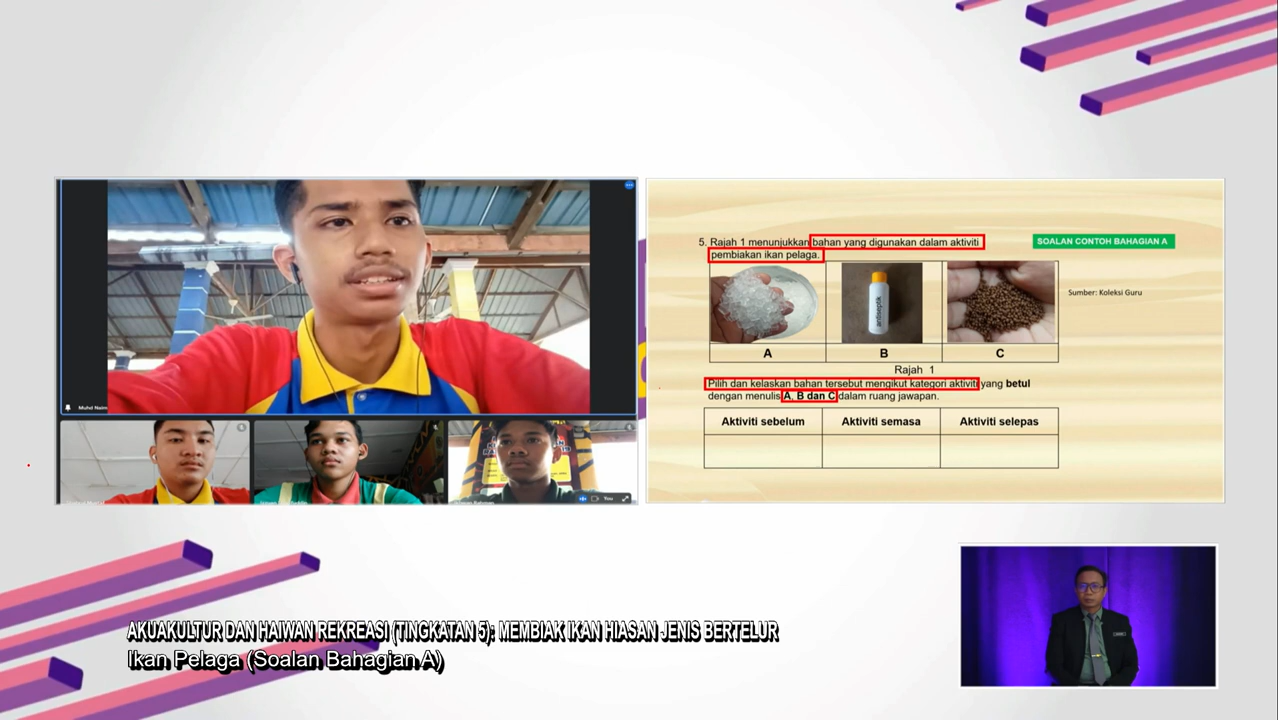 Muhd Naim
You
5. Rajah 1 menunjukkan bahan yang digunakan dalam aktiviti
pembiakan ikan pelaga.
SOALAN CONTOH BAHAGIAN A
antiseptik
Sumber: Koleksi Guru
A B C
Rajah 1
Pilih dan kelaskan bahan tersebut mengikut kategori aktiviti yang betul
dengan menulis A, B dan C dalam ruang jawapan.
Aktiviti sebelum Aktiviti semasa Aktiviti selepas
AKUAKULTUR DAN HAIWAN REKREASI (TINGKATAN 5): MEMBIAK IKAN HIASAN JENIS BERTELUR
Ikan Pelaga (Soalan Bahagian A)